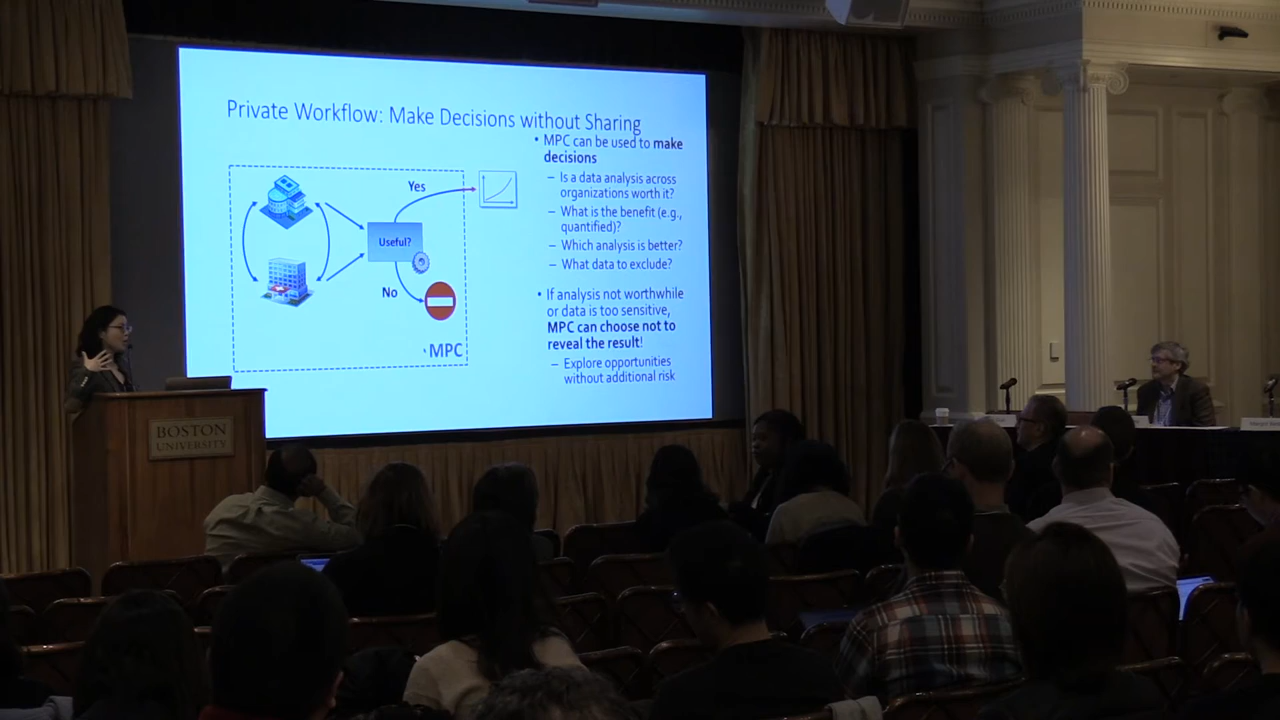 Private Workflow: Make Decisions without Sharing
• MPC can be used to make
decisions
– Is a data analysis across
organizations worth it?
– What is the benefit (e.g.,
quantified)?
– Which analysis is better?
– What data to exclude?
• If analysis not worthwhile
or data is too sensitive,
MPC can choose not to
reveal the result!
– Explore opportunities
without additional risk
Yes
Useful?
No
MPC
BOSTON
UNIVERSITY